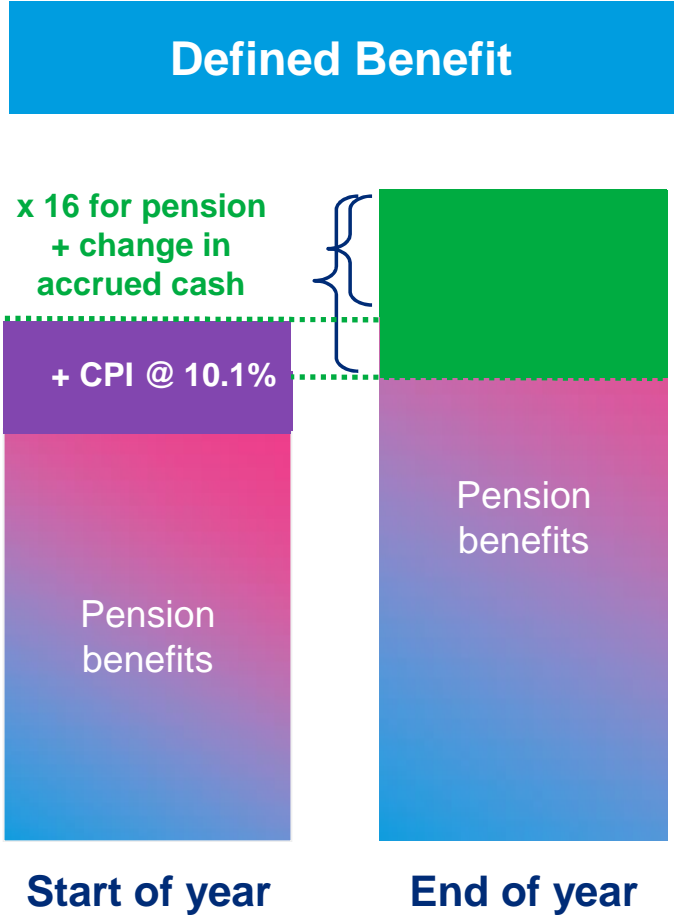 Defined Benefit
x 16 for pension
+ change in
accrued cash
+ CPI @ 10.1%
Pension
benefits
Pension
benefits
Start of year
End of year